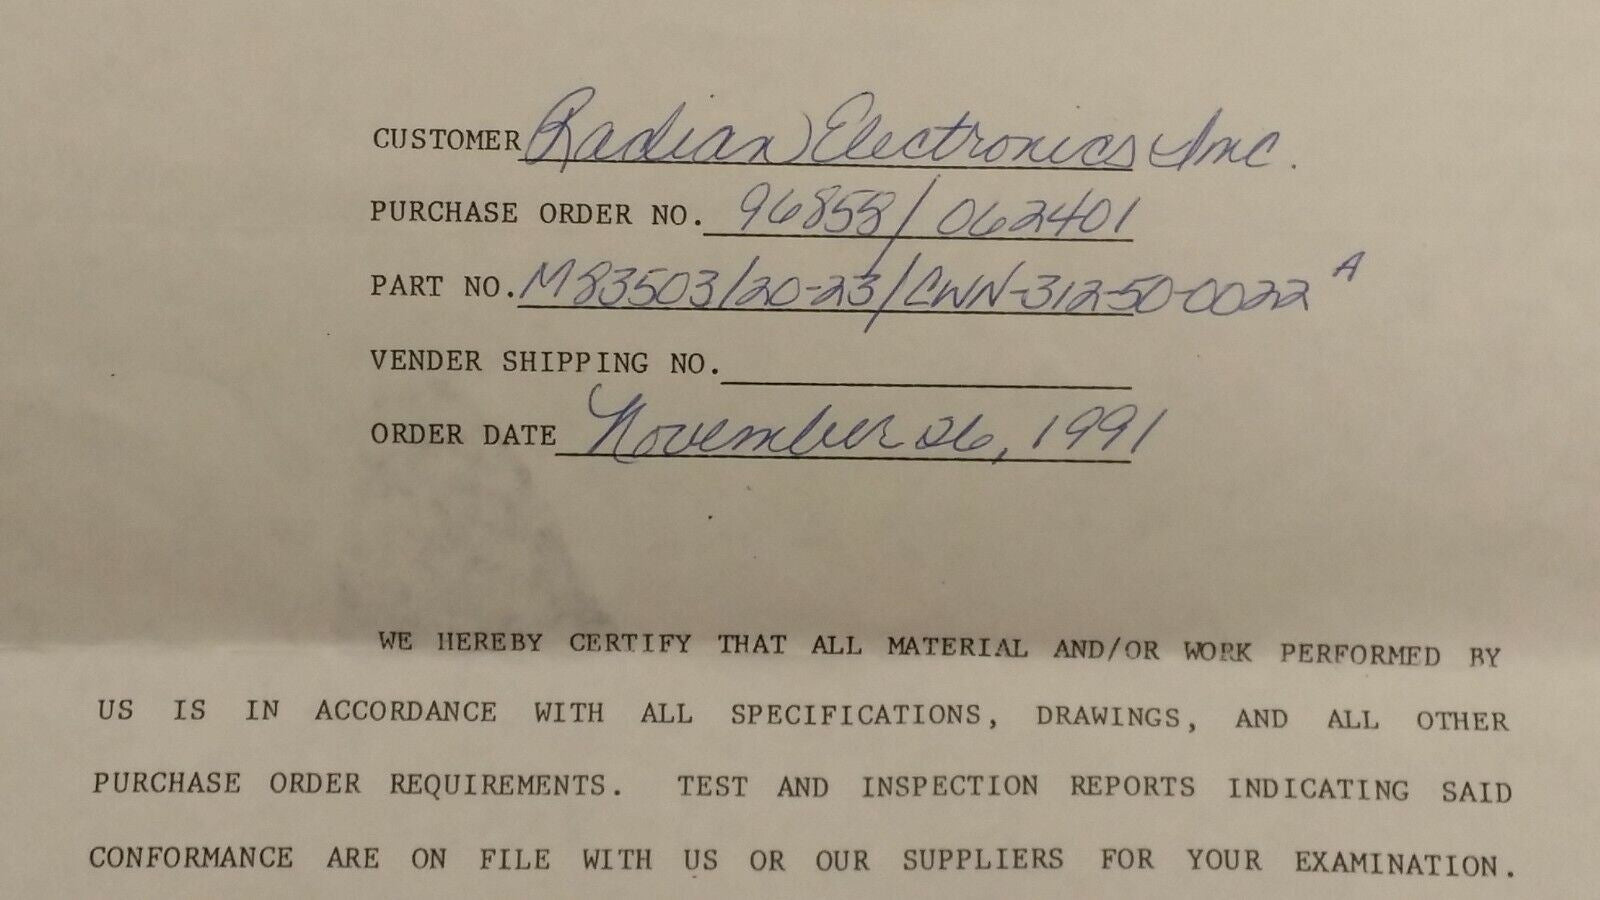 CUSTOMER Radian Electronics Inc.
PURCHASE ORDER NO. 96858/062401
PART NO. M83503/20-23/CWN-312-50-0022 A
VENDER SHIPPING NO.
ORDER DATE November 26, 1991
WE HEREBY CERTIFY THAT ALL MATERIAL AND/OR WORK PERFORMED BY
US IS IN ACCORDANCE WITH ALL SPECIFICATIONS, DRAWINGS, AND ALL OTHER
PURCHASE ORDER REQUIREMENTS. TEST AND INSPECTION REPORTS INDICATING SAID
CONFORMANCE ARE ON FILE WITH US OR OUR SUPPLIERS FOR YOUR EXAMINATION.